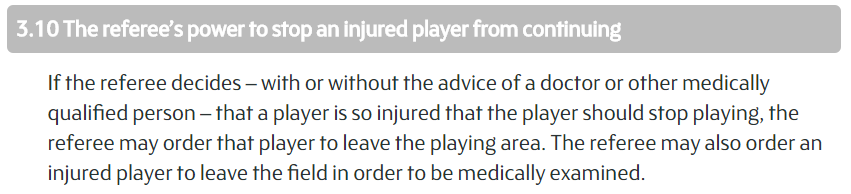 3.10 The referee’s power to stop an injured player from continuing
If the referee decides – with or without the advice of a doctor or other medically
qualified person – that a player is so injured that the player should stop playing, the
referee may order that player to leave the playing area. The referee may also order an
injured player to leave the field in order to be medically examined.